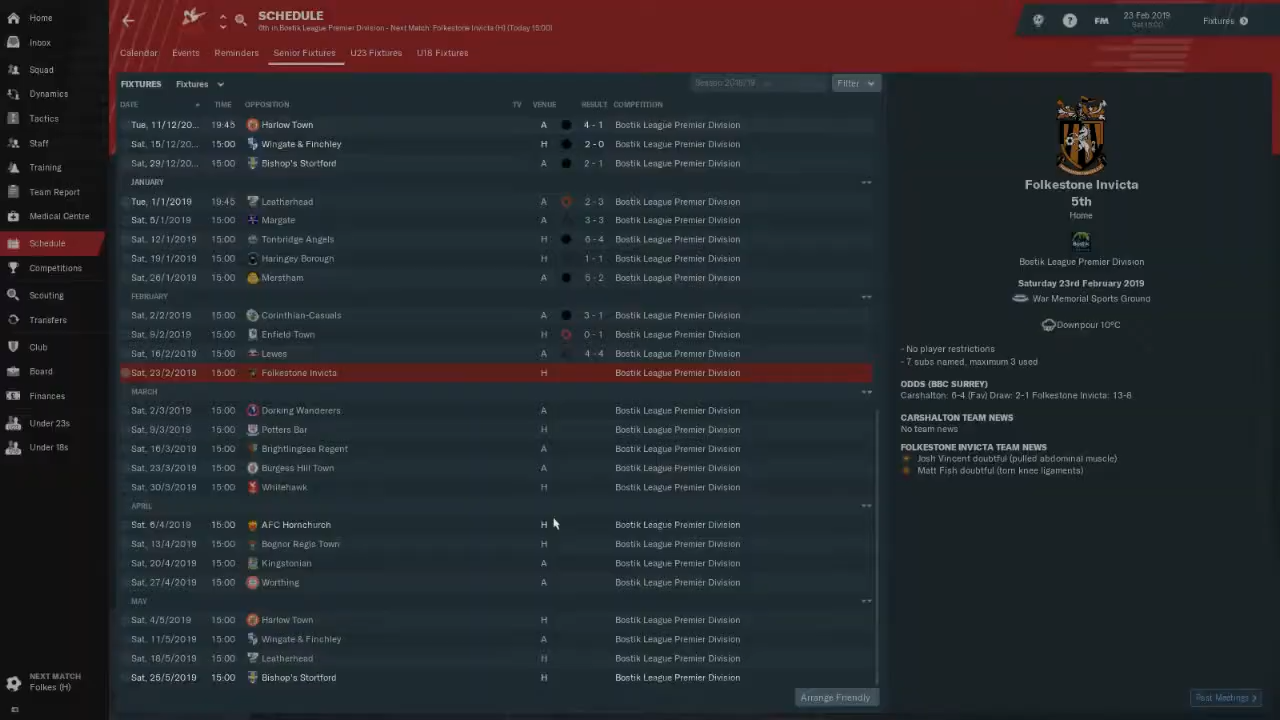 Home
Inbox
Squad
Dynamics
Tactics
Staff
Training
Team Report
Medical Centre
Schedule
Competitions
Scouting
Transfers
Club
Board
Finances
Under 23s
Under 18s
NEXT MATCH
Folkes (H)
SCHEDULE
6th in Bostik League Premier Division - Next Match: Folkestone Invicta (H) (Today 15:00)
FM
23 Feb 2019
Sat 15:00
Fixtures
Calendar Events Reminders Senior Fixtures U23 Fixtures U18 Fixtures
FIXTURES Fixtures Season 2018/19 Filter
DATE TIME OPPOSITION TV VENUE RESULT COMPETITION
Tue, 11/12/20... 19:45 Harlow Town A 4 - 1 Bostik League Premier Division
Sat, 15/12/20... 15:00 Wingate & Finchley H 2 - 0 Bostik League Premier Division
Sat, 29/12/20... 15:00 Bishop's Stortford A 2 - 1 Bostik League Premier Division
JANUARY
Tue, 1/1/2019 19:45 Leatherhead A 2 - 3 Bostik League Premier Division
Sat, 5/1/2019 15:00 Margate A 3 - 3 Bostik League Premier Division
Sat, 12/1/2019 15:00 Tonbridge Angels H 6 - 4 Bostik League Premier Division
Sat, 19/1/2019 15:00 Haringey Borough H 1 - 1 Bostik League Premier Division
Sat, 26/1/2019 15:00 Merstham A 5 - 2 Bostik League Premier Division
FEBRUARY
Sat, 2/2/2019 15:00 Corinthian-Casuals A 3 - 1 Bostik League Premier Division
Sat, 9/2/2019 15:00 Enfield Town H 0 - 1 Bostik League Premier Division
Sat, 16/2/2019 15:00 Lewes A 4 - 4 Bostik League Premier Division
Sat, 23/2/2019 15:00 Folkestone Invicta H Bostik League Premier Division
MARCH
Sat, 2/3/2019 15:00 Dorking Wanderers A Bostik League Premier Division
Sat, 9/3/2019 15:00 Potters Bar H Bostik League Premier Division
Sat, 16/3/2019 15:00 Brightlingsea Regent A Bostik League Premier Division
Sat, 23/3/2019 15:00 Burgess Hill Town A Bostik League Premier Division
Sat, 30/3/2019 15:00 Whitehawk H Bostik League Premier Division
APRIL
Sat, 6/4/2019 15:00 AFC Hornchurch H Bostik League Premier Division
Sat, 13/4/2019 15:00 Bognor Regis Town H Bostik League Premier Division
Sat, 20/4/2019 15:00 Kingstonian A Bostik League Premier Division
Sat, 27/4/2019 15:00 Worthing A Bostik League Premier Division
MAY
Sat, 4/5/2019 15:00 Harlow Town H Bostik League Premier Division
Sat, 11/5/2019 15:00 Wingate & Finchley A Bostik League Premier Division
Sat, 18/5/2019 15:00 Leatherhead H Bostik League Premier Division
Sat, 25/5/2019 15:00 Bishop's Stortford H Bostik League Premier Division
Arrange Friendly
Folkestone Invicta
5th
Home
Bostik League Premier Division
Saturday 23rd February 2019
War Memorial Sports Ground
Downpour 10°C
- No player restrictions
- 7 subs named, maximum 3 used
ODDS (BBC SURREY)
Carshalton: 6-4 (Fav) Draw: 2-1 Folkestone Invicta: 13-8
CARSHALTON TEAM NEWS
No team news
FOLKESTONE INVICTA TEAM NEWS
Josh Vincent doubtful (pulled abdominal muscle)
Matt Fish doubtful (torn knee ligaments)
Past Meetings